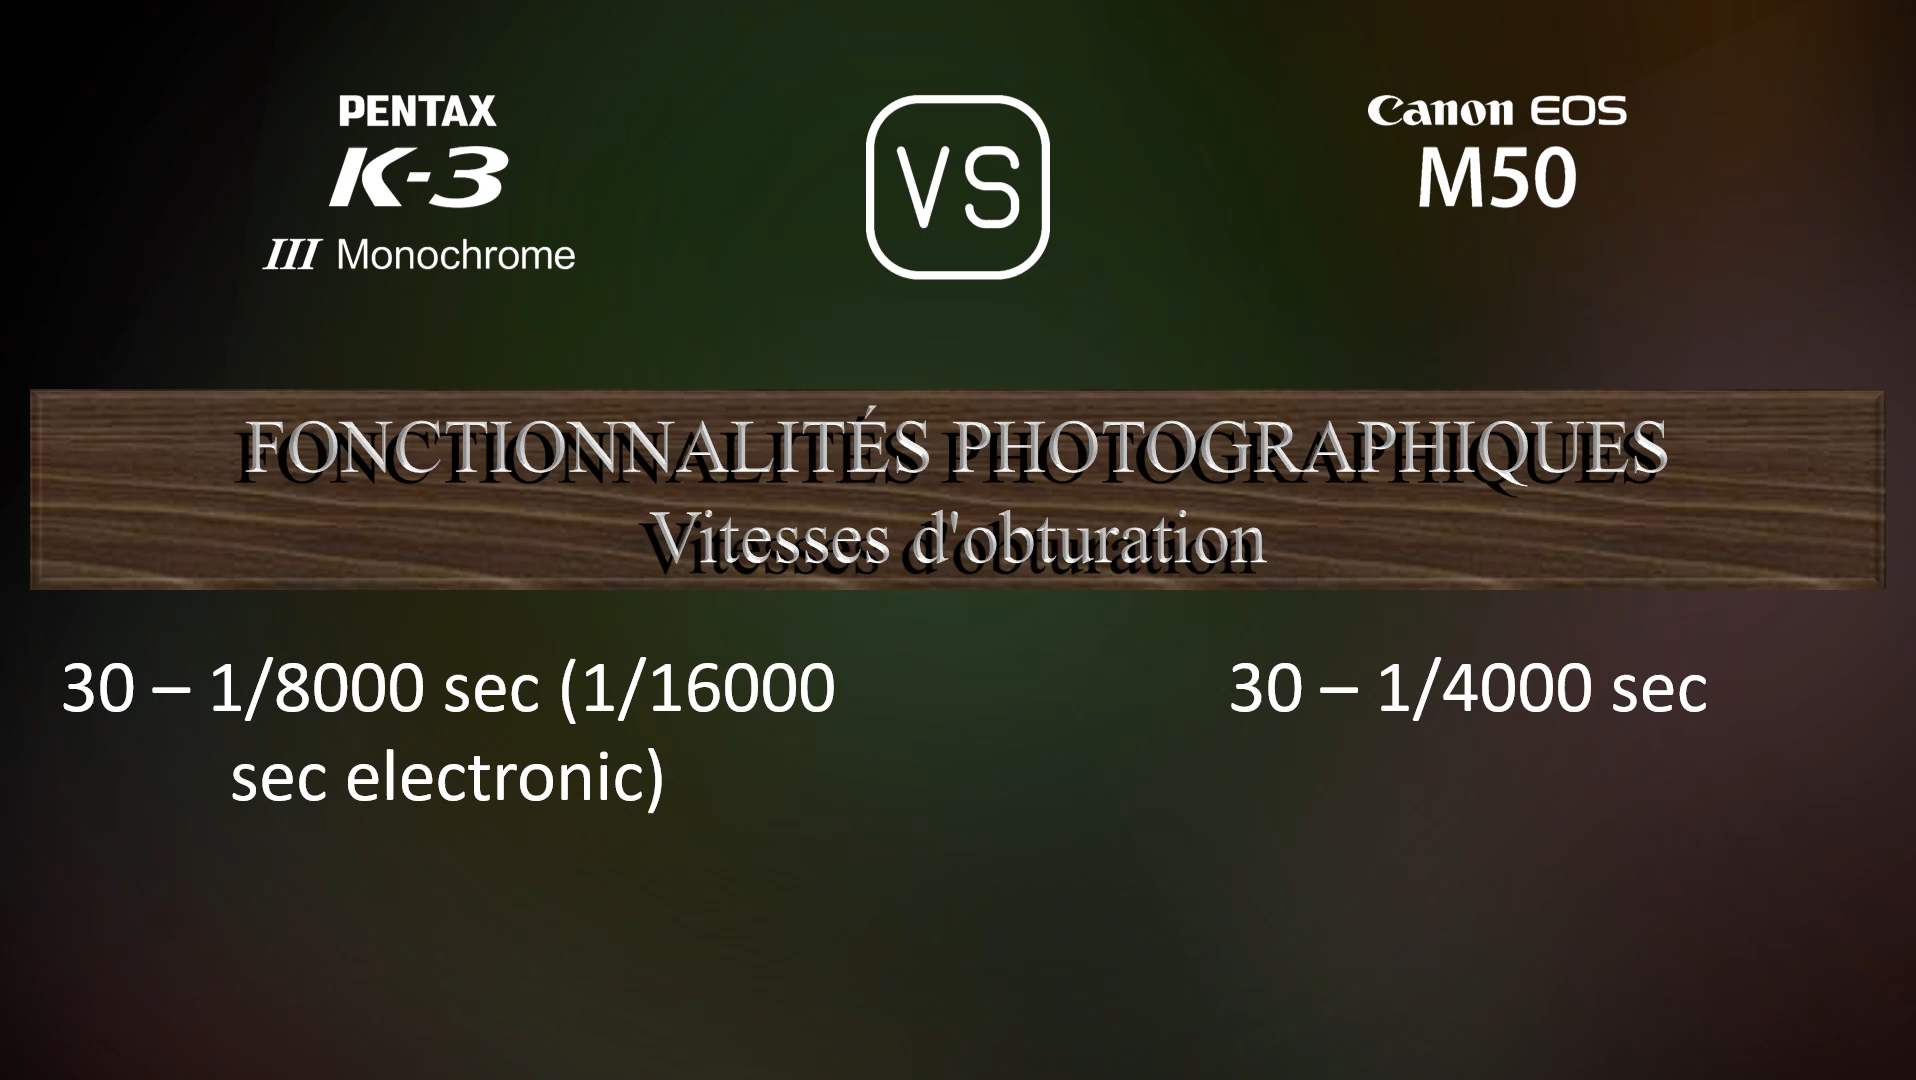 PENTAX
K-3
III Monochrome
VS
Canon EOS
M50
FONCTIONNALITÉS PHOTOGRAPHIQUES
Vitesses d'obturation
30 – 1/8000 sec (1/16000
sec electronic)
30 – 1/4000 sec